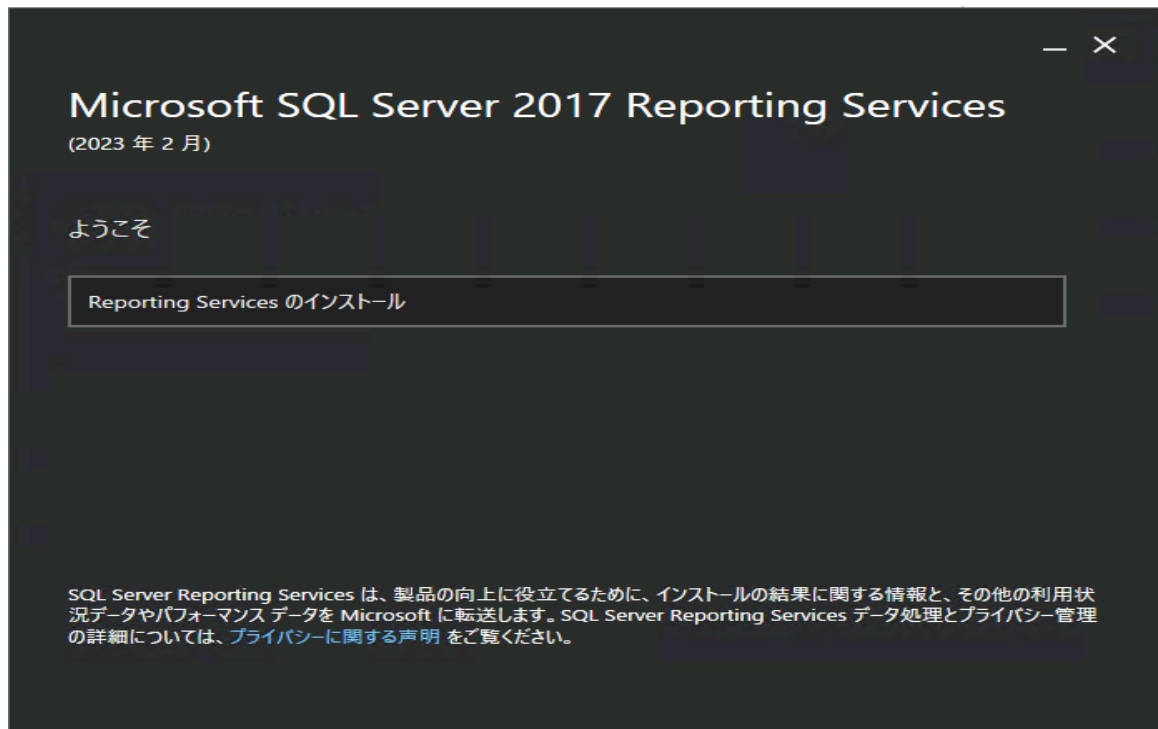 Microsoft SQL Server 2017 Reporting Services
(2023 年 2 月)
ようこそ
Reporting Services のインストール
SQL Server Reporting Services は、製品の向上に役立てるために、インストールの結果に関する情報と、その他の利用状
況データやパフォーマンス データを Microsoft に転送します。SQL Server Reporting Services データ処理とプライバシー管理
の詳細については、プライバシーに関する声明 をご覧ください。